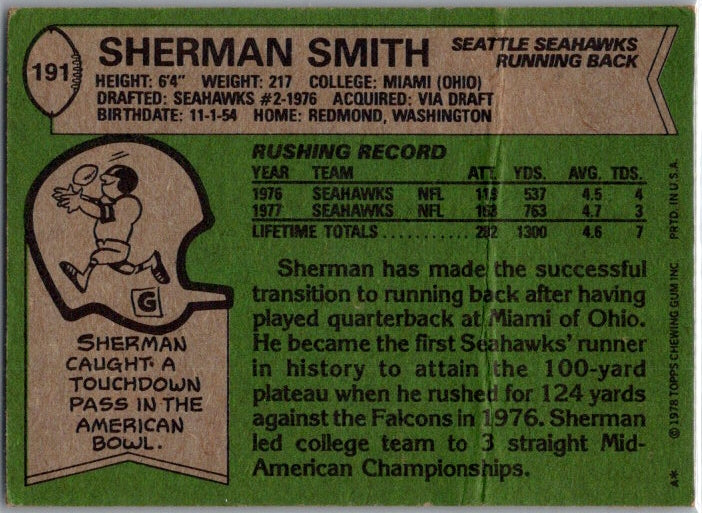 191
SHERMAN SMITH
SEATTLE SEAHAWKS
RUNNING BACK
HEIGHT: 6'4" WEIGHT: 217 COLLEGE: MIAMI (OHIO)
DRAFTED: SEAHAWKS #2-1976 ACQUIRED: VIA DRAFT
BIRTHDATE: 11-1-54 HOME: REDMOND, WASHINGTON
RUSHING RECORD
YEAR TEAM ATT. YDS. AVG. TDS.
1976 SEAHAWKS NFL 119 537 4.5 4
1977 SEAHAWKS NFL 163 763 4.7 3
LIFETIME TOTALS........... 282 1300 4.6 7
Sherman has made the successful
transition to running back after having
played quarterback at Miami of Ohio.
He became the first Seahawks' runner
in history to attain the 100-yard
plateau when he rushed for 124 yards
against the Falcons in 1976. Sherman
led college team to 3 straight Mid-
American Championships.
G
SHERMAN
CAUGHT A
TOUCHDOWN
PASS IN THE
AMERICAN
BOWL.
A* © 1978 TOPPS CHEWING GUM INC. PRTD. IN U.S.A.